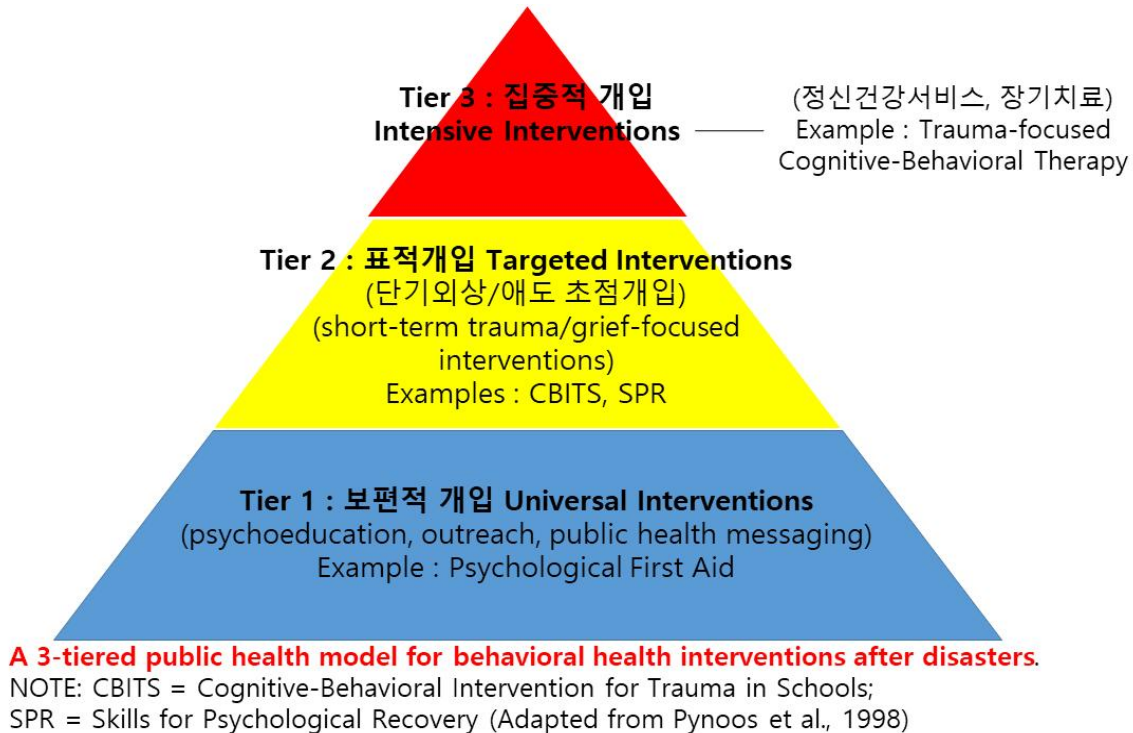 Tier 3 : 집중적 개입
Intensive Interventions
(정신건강서비스, 장기치료)
Example : Trauma-focused
Cognitive-Behavioral Therapy
Tier 2 : 표적개입 Targeted Interventions
(단기외상/애도 초점개입)
(short-term trauma/grief-focused
interventions)
Examples : CBITS, SPR
Tier 1 : 보편적 개입 Universal Interventions
(psychoeducation, outreach, public health messaging)
Example : Psychological First Aid
A 3-tiered public health model for behavioral health interventions after disasters.
NOTE: CBITS = Cognitive-Behavioral Intervention for Trauma in Schools;
SPR = Skills for Psychological Recovery (Adapted from Pynoos et al., 1998)